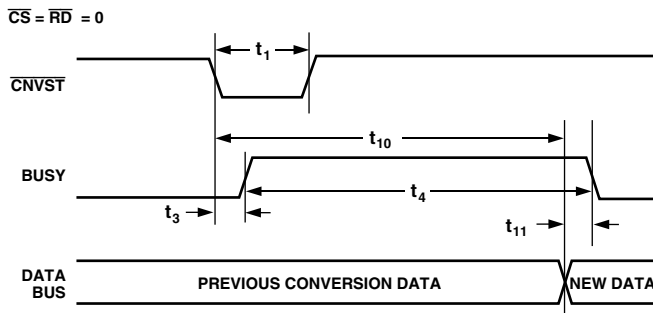 CS = RD = 0
t1
CNVST
t10
BUSY
t4
t3
t11
DATA
BUS
PREVIOUS CONVERSION DATA
NEW DATA